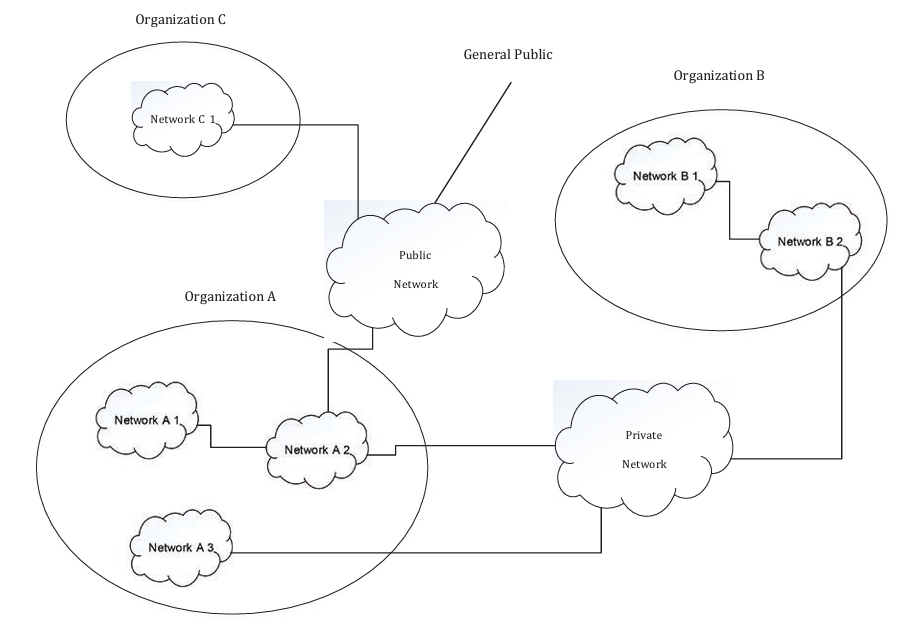 Organization C
General Public
Organization B
Network C 1
Network B 1
Network B 2
Public
Network
Organization A
Network A 1
Network A 2
Private
Network
Network A 3